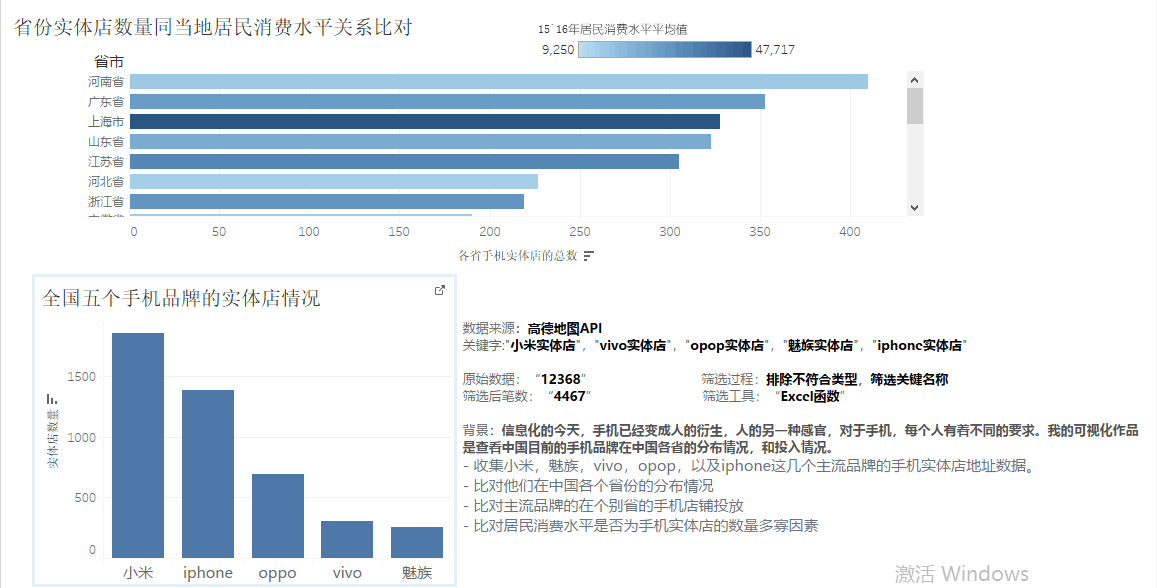 省份实体店数量同当地居民消费水平关系比对
15`16年居民消费水平平均值
9,250 47,717
省市
河南省
广东省
上海市
山东省
江苏省
河北省
浙江省
0 50 100 150 200 250 300 350 400
各省手机实体店的总数
全国五个手机品牌的实体店情况
实体店数量
1500
1000
500
0
小米 iphone oppo vivo 魅族
数据来源：高德地图API
关键字:"小米实体店"，"vivo实体店"，"opop实体店"，"魅族实体店，"iphone实体店"
原始数据： “12368” 筛选过程：排除不符合类型，筛选关键名称
筛选后笔数： “4467” 筛选工具： “Excel函数”
背景：信息化的今天，手机已经变成人的衍生，人的另一种感官，对于手机，每个人有着不同的要求。我的可视化作品
是查看中国目前的手机品牌在中国各省的分布情况，和投入情况。
- 收集小米，魅族，vivo，opop，以及iphone这几个主流品牌的手机实体店地址数据。
- 比对他们在中国各个省份的分布情况
- 比对主流品牌的在个别省的手机店铺投放
- 比对居民消费水平是否为手机实体店的数量多寡因素
激活 Windows